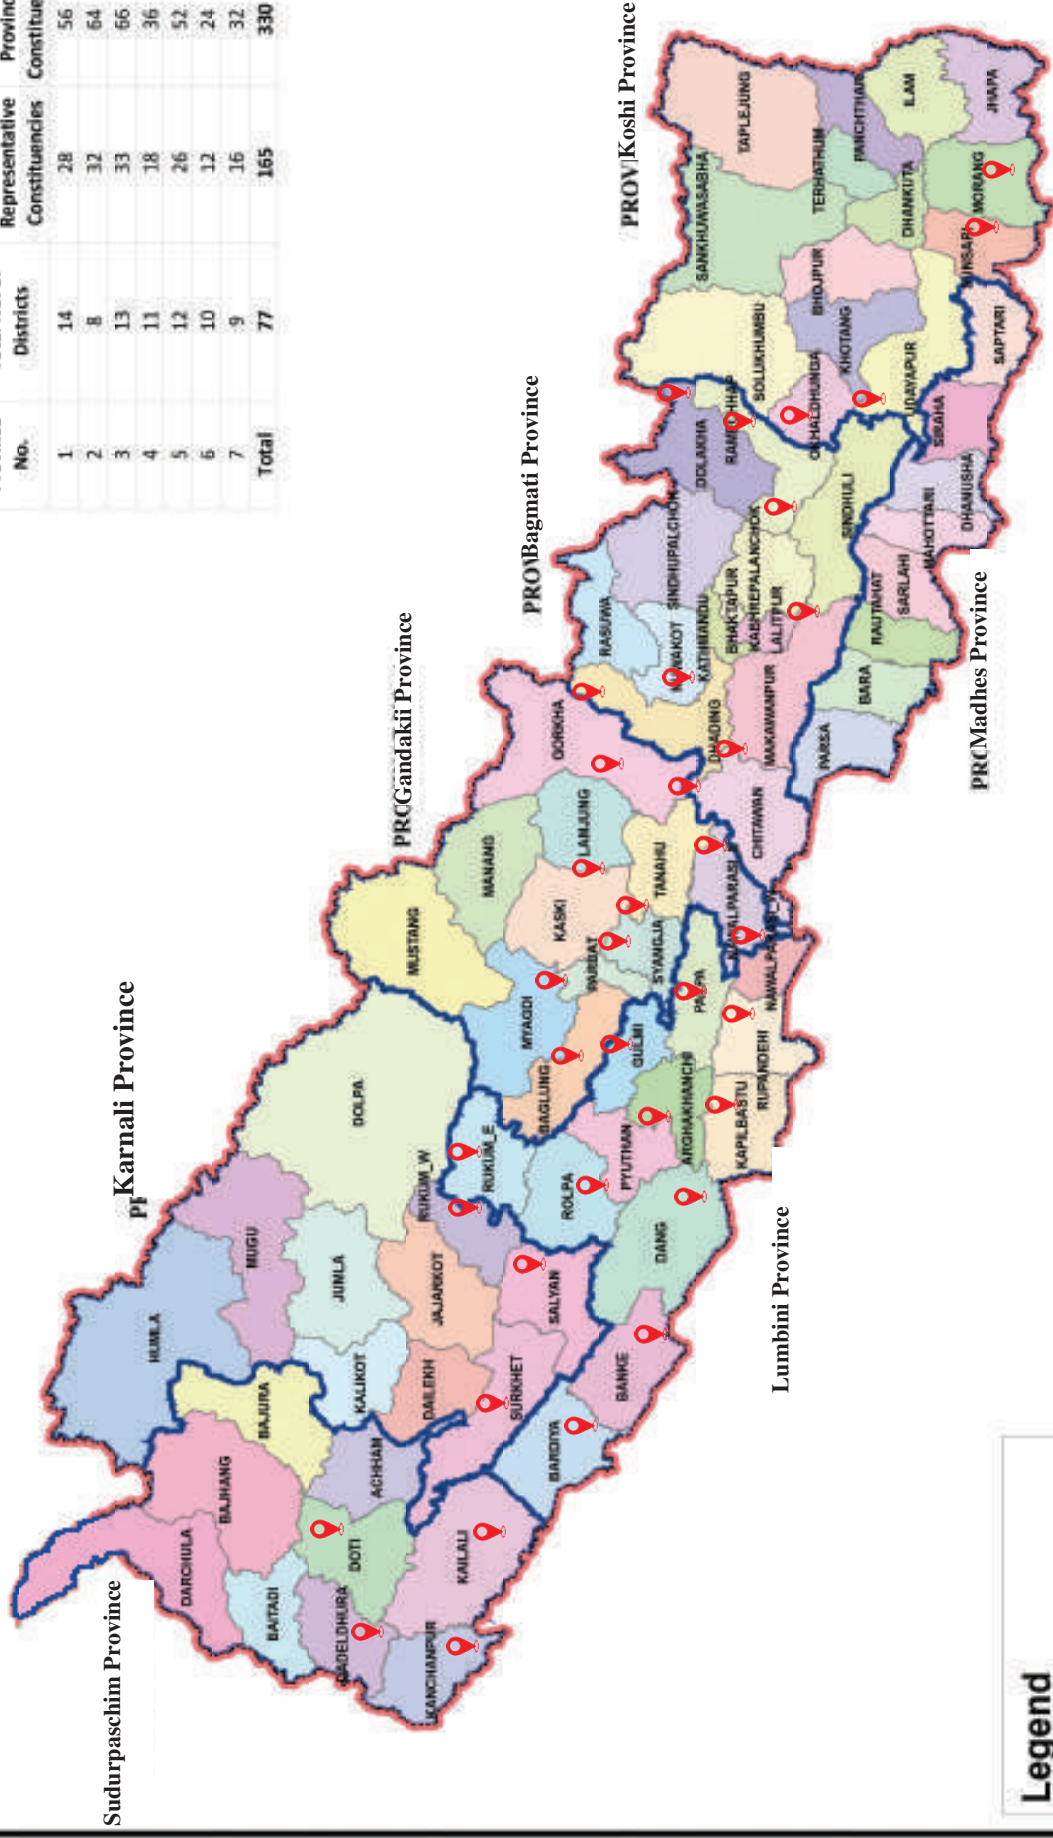 No. Districts Representative Constituencies
1 14 28 56
2 8 32 64
3 13 33 66
4 11 18 36
5 12 26 52
6 10 12 24
7 9 16 32
Total 77 165 330
Sudurpaschim Province
Karnali Province
Gandakii Province
Bagmati Province
Koshi Province
Lumbini Province
Madhes Province
DARCHULA
BAJHANG
BAJURA
BAITADI
DOTI
ACHHAM
DADELDHURA
KANCHANPUR
KAILALI
HUMLA
MUGU
DOLPA
JUNLA
KALIKOT
JAJARKOT
DAILEKH
RUKUM_W
SALYAN
SURKHET
RUKUM_E
ROLPA
PYUTHAN
GULMI
ARGHAKHANCHI
DANG
BANKE
BARDIYA
KAPILBASTU
RUPANDEHI
MUSTANG
MANANG
MYAGDI
KASKI
BAGLUNG
PARBAT
SYANGJA
LAMJUNG
TANAHU
GORKHA
RASUWA
DHADING
SINDHUPALCHOK
KATHMANDU
BHAKTAPUR
KABHREPALANCHOK
LALITPUR
MAKAWANPUR
CHITAWAN
DOLAKHA
SINDHULI
PARSA
BARA
RAUTAHAT
SARLAHI
MAHOTTARI
DHANUSHA
SIRAHA
SAPTARI
SOLUKHUMBU
OKHALDHUNGA
KHOTANG
UDAYAPUR
BHOJPUR
SANKHUWASABHA
TAPLEJUNG
TERHATHUM
PANCHTHAR
DHANKUTA
ILAM
JHAPA
MORANG
Legend